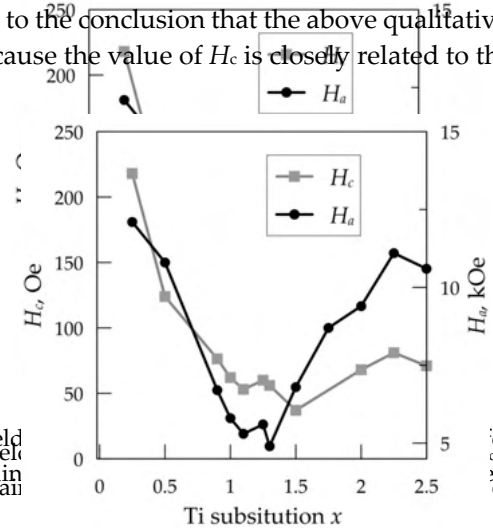 to the conclusion that the above qualitativ
cause the value of Hc is closely related to th
250
15
200
Ha
250
200
150
100
50
0
Hc, Oe
Hc
Ha
15
10
5
Ha, kOe
0 0.5 1 1.5 2 2.5
Ti subsitution x